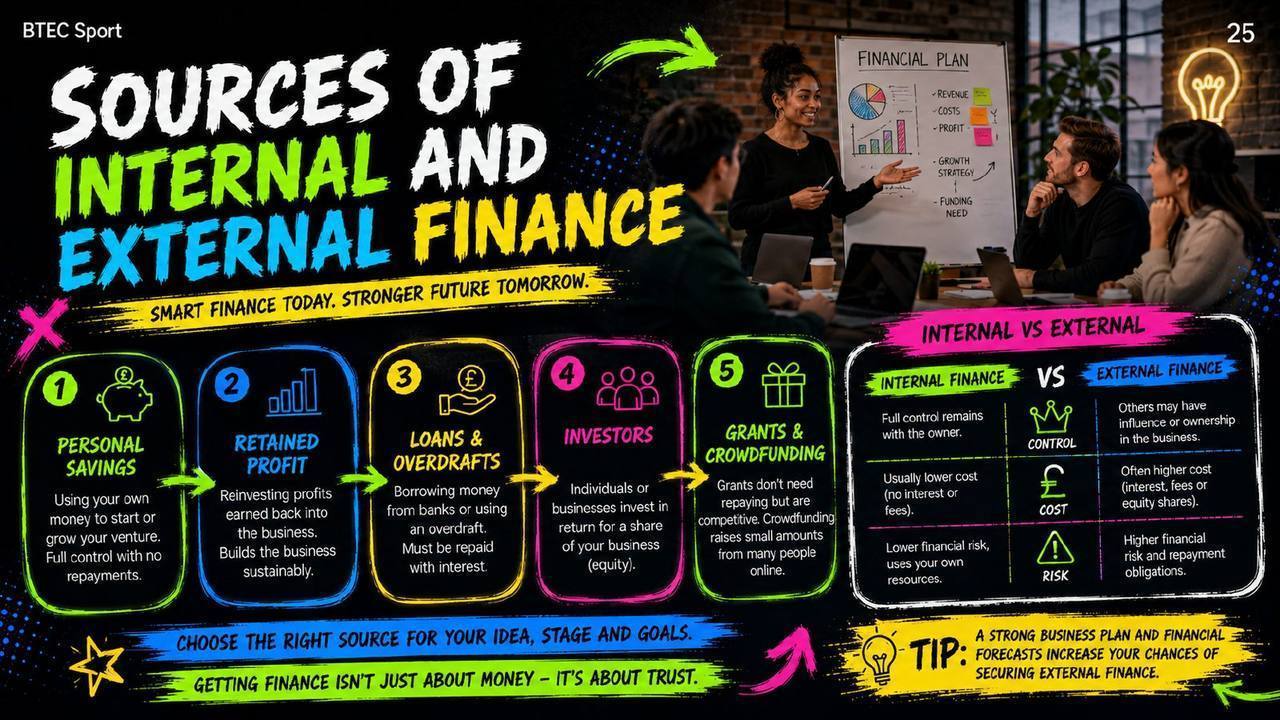 BTEC Sport
25
SOURCES OF
INTERNAL AND
EXTERNAL FINANCE
SMART FINANCE TODAY. STRONGER FUTURE TOMORROW.
FINANCIAL PLAN
REVENUE
COSTS
PROFIT
GROWTH
STRATEGY
FUNDING
NEED
1
£
PERSONAL
SAVINGS
Using your own
money to start or
grow your venture.
Full control with no
repayments.
2
RETAINED
PROFIT
Reinvesting profits
earned back into
the business.
Builds the business
sustainably.
3
£
LOANS &
OVERDRAFTS
Borrowing money
from banks or using
an overdraft.
Must be repaid
with interest.
4
INVESTORS
Individuals or
businesses invest in
return for a share
of your business
(equity).
5
GRANTS &
CROWDFUNDING
Grants don't need
repaying but are
competitive. Crowdfunding
raises small amounts
from many people
online.
INTERNAL VS EXTERNAL
INTERNAL FINANCE VS EXTERNAL FINANCE
Full control remains
with the owner.
CONTROL
Others may have
influence or ownership
in the business.
Usually lower cost
(no interest or
fees).
£
COST
Often higher cost
(interest, fees or
equity shares).
Lower financial risk,
uses your own
resources.
RISK
Higher financial
risk and repayment
obligations.
CHOOSE THE RIGHT SOURCE FOR YOUR IDEA, STAGE AND GOALS.
GETTING FINANCE ISN'T JUST ABOUT MONEY – IT'S ABOUT TRUST.
TIP:
A STRONG BUSINESS PLAN AND FINANCIAL
FORECASTS INCREASE YOUR CHANCES OF
SECURING EXTERNAL FINANCE.